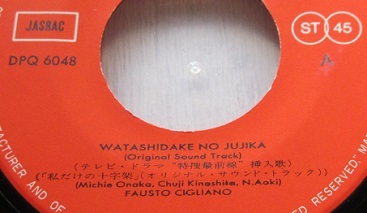 JASRAC
ST 45
DPQ 6048
A
WATASHIDAKE NO JUJIKA
(Original Sound Track)
(テレビ・ドラマ "特捜最前線" 挿入歌)
(「私だけの十字架」(オリジナル・サウンド・トラック))
(Michie Onaka, Chuji Kinoshita, N.Aoki)
FAUSTO CIGLIANO